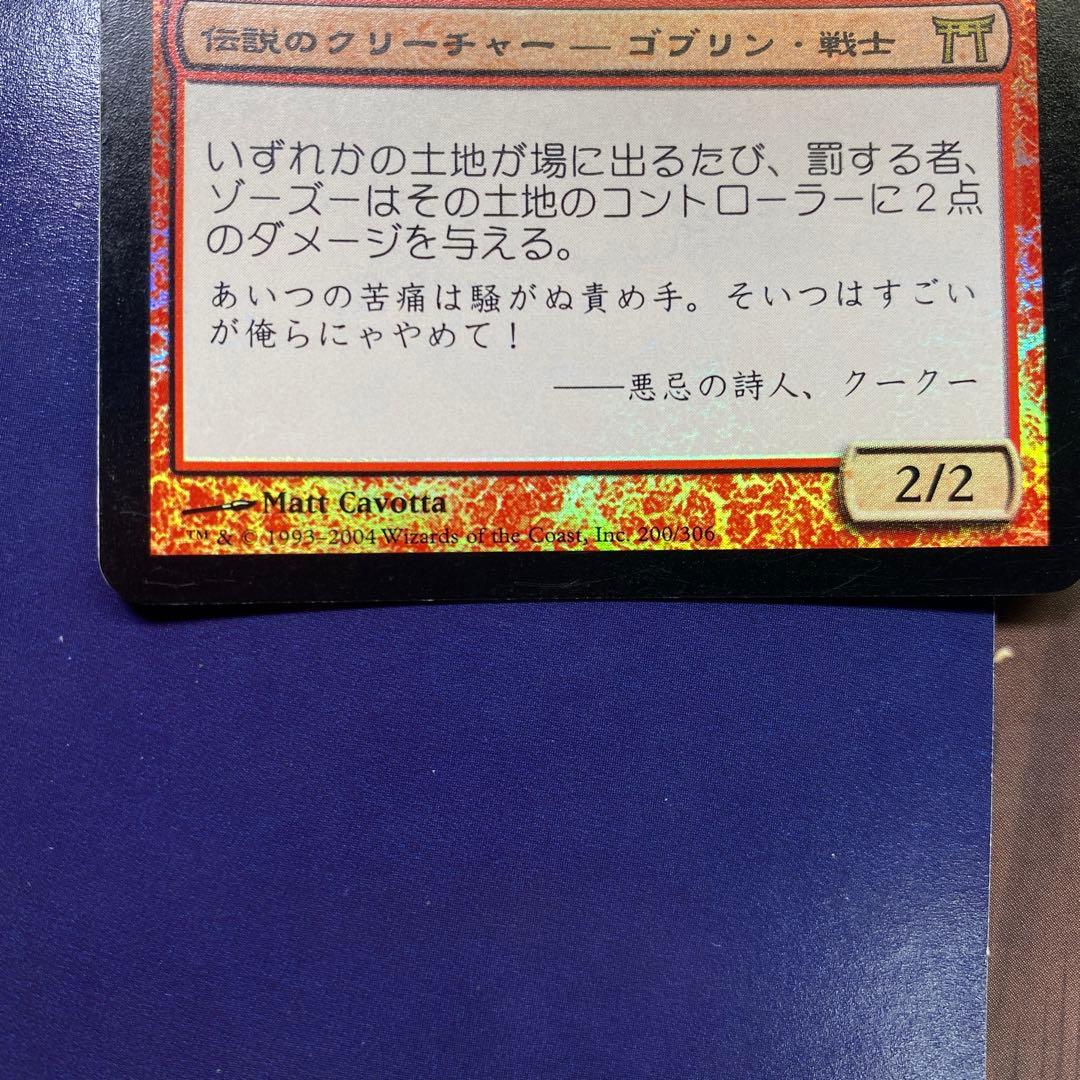 伝説のクリーチャー — ゴブリン・戦士
いずれかの土地が場に出るたび、罰する者、
ゾーズーはその土地のコントローラーに２点
のダメージを与える。
あいつの苦痛は騒がぬ責め手。そいつはすごい
が俺らにゃやめて！
——悪忌の詩人、クークー
2/2
Matt Cavotta
™ & © 1993–2004 Wizards of the Coast, Inc. 200/306